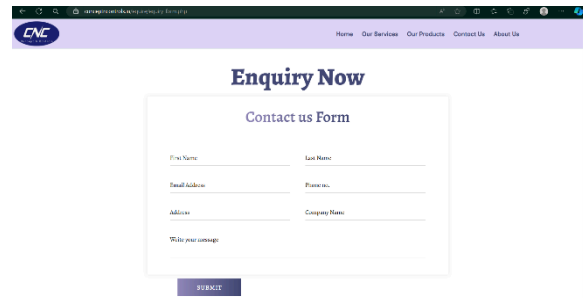 CNC
Home Our Services Our Products Contact Us About Us
Enquiry Now
Contact us Form
First Name Last Name
Email Address Phone no.
Address Company Name
Write your message
SUBMIT